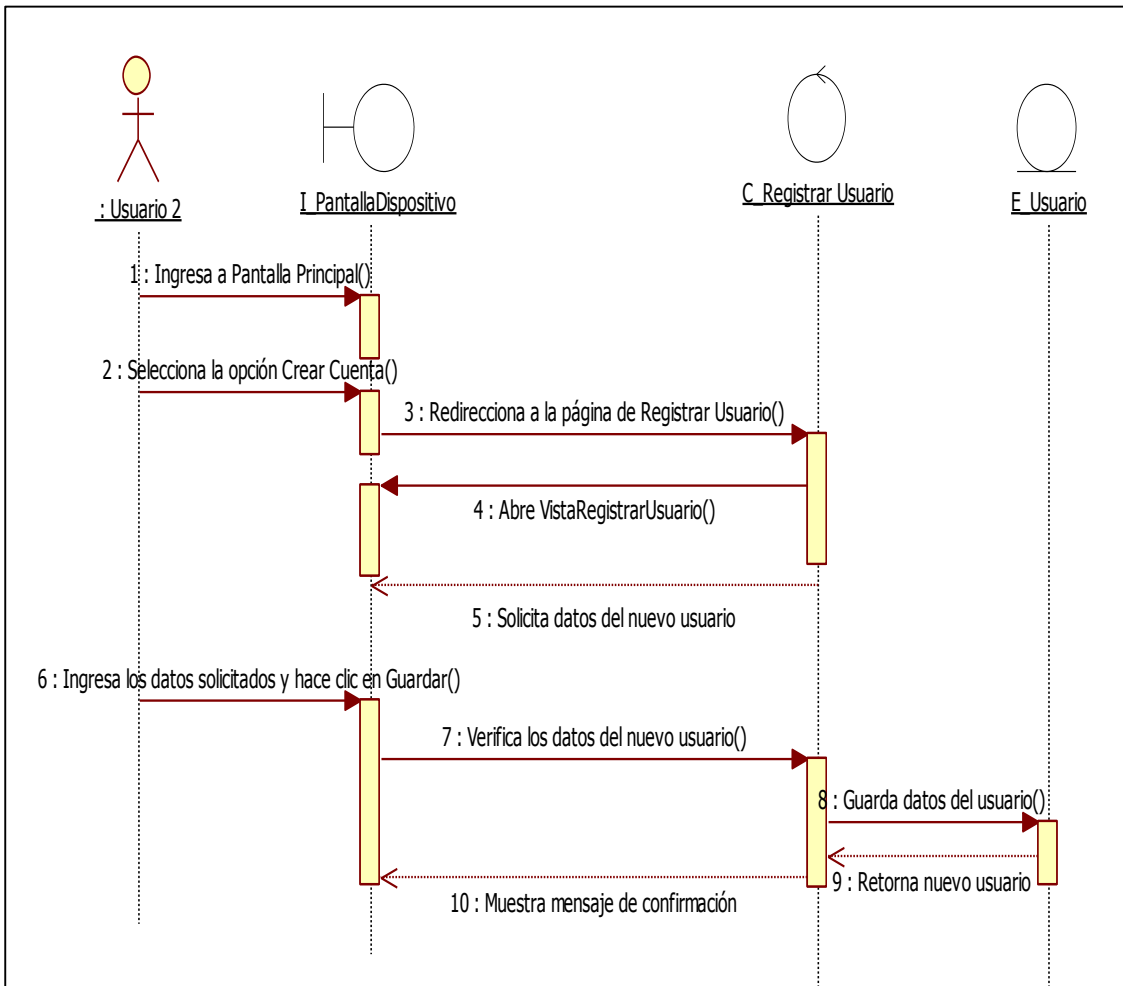 : Usuario 2
I_PantallaDispositivo
C_Registrar Usuario
E_Usuario
1 : Ingresa a Pantalla Principal()
2 : Selecciona la opción Crear Cuenta()
3 : Redirecciona a la página de Registrar Usuario()
4 : Abre VistaRegistrarUsuario()
5 : Solicita datos del nuevo usuario
6 : Ingresa los datos solicitados y hace clic en Guardar()
7 : Verifica los datos del nuevo usuario()
8 : Guarda datos del usuario()
9 : Retorna nuevo usuario
10 : Muestra mensaje de confirmación